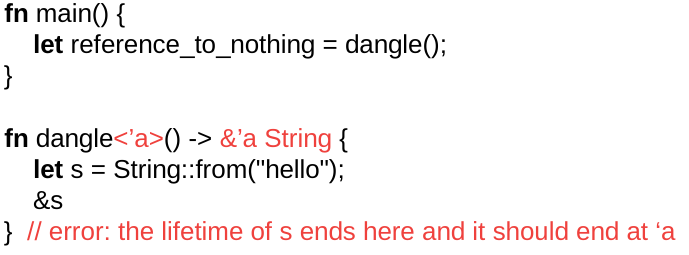 fn main() {
let reference_to_nothing = dangle();
}
fn dangle<’a>() -> &’a String {
let s = String::from("hello");
&s
} // error: the lifetime of s ends here and it should end at ‘a